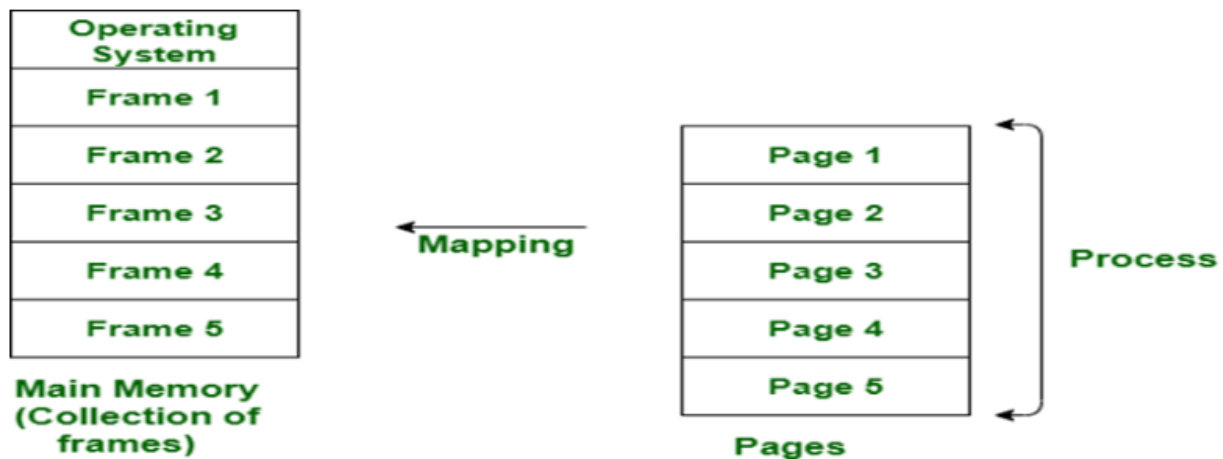 Operating
System
Frame 1
Frame 2
Frame 3
Frame 4
Frame 5
Main Memory
(Collection of
frames)
Mapping
Page 1
Page 2
Page 3
Page 4
Page 5
Pages
Process